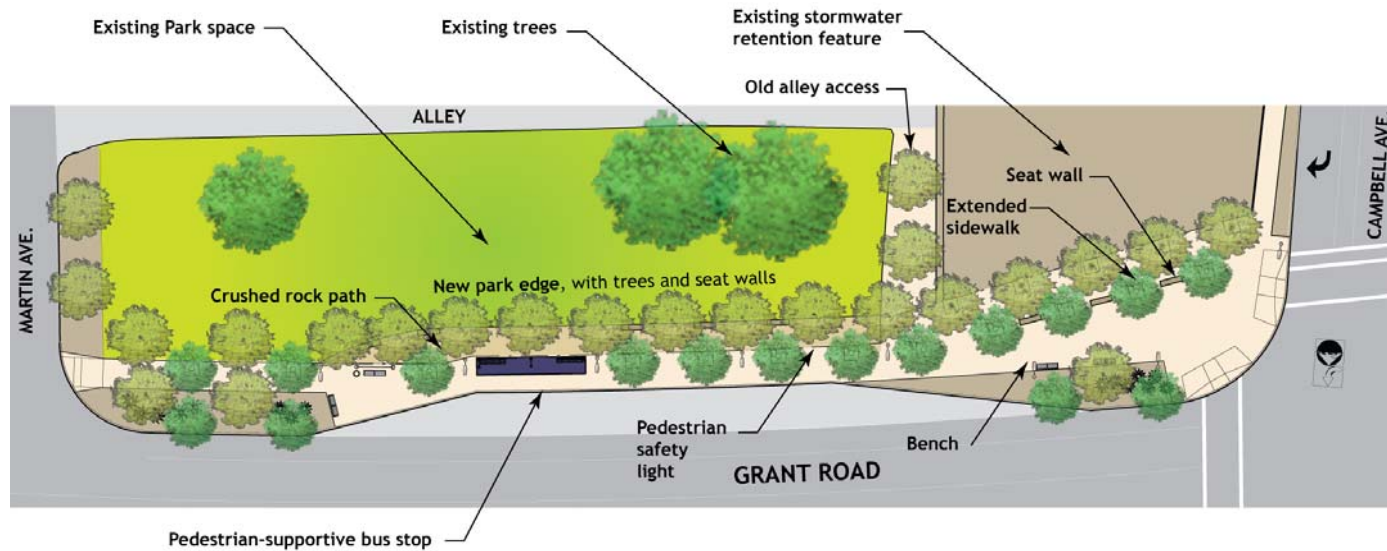 Existing Park space
Existing trees
Existing stormwater
retention feature
Old alley access
ALLEY
Seat wall
Extended
sidewalk
CAMPBELL AVE.
MARTIN AVE.
New park edge, with trees and seat walls
Crushed rock path
Pedestrian
safety
light
Bench
GRANT ROAD
Pedestrian-supportive bus stop